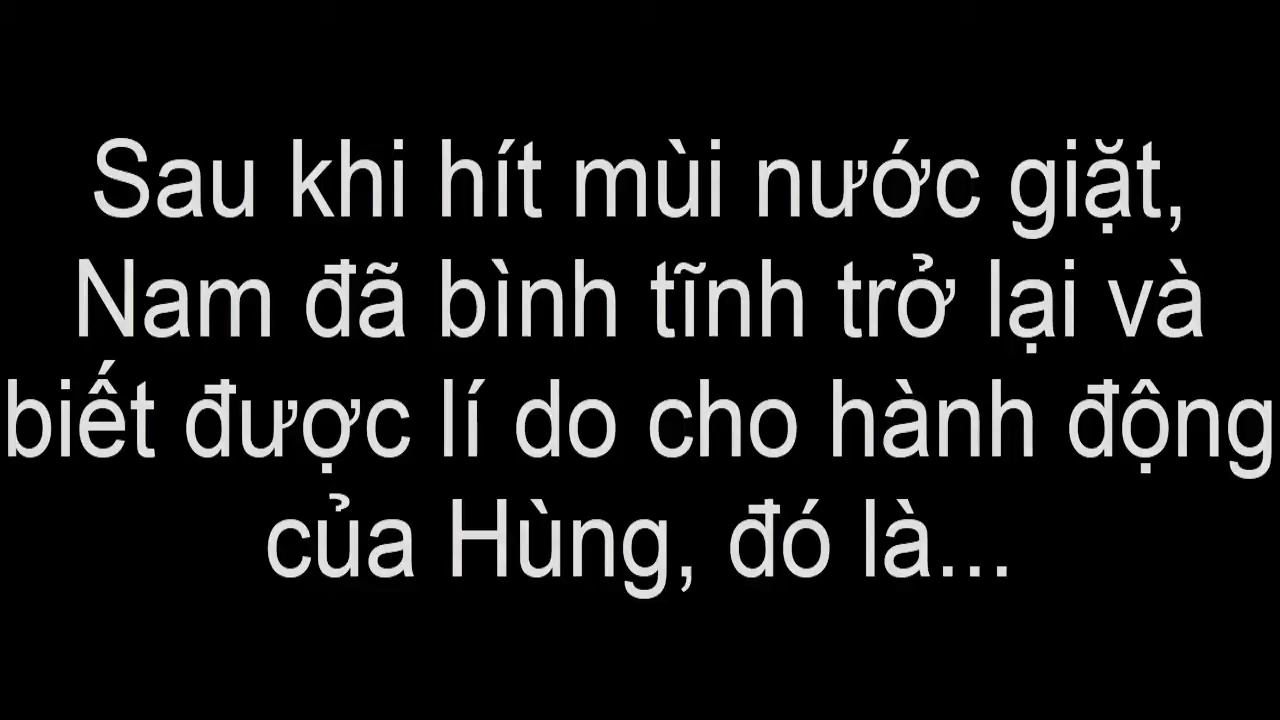 Sau khi hít mùi nước giặt,
Nam đã bình tĩnh trở lại và
biết được lí do cho hành động
của Hùng, đó là...